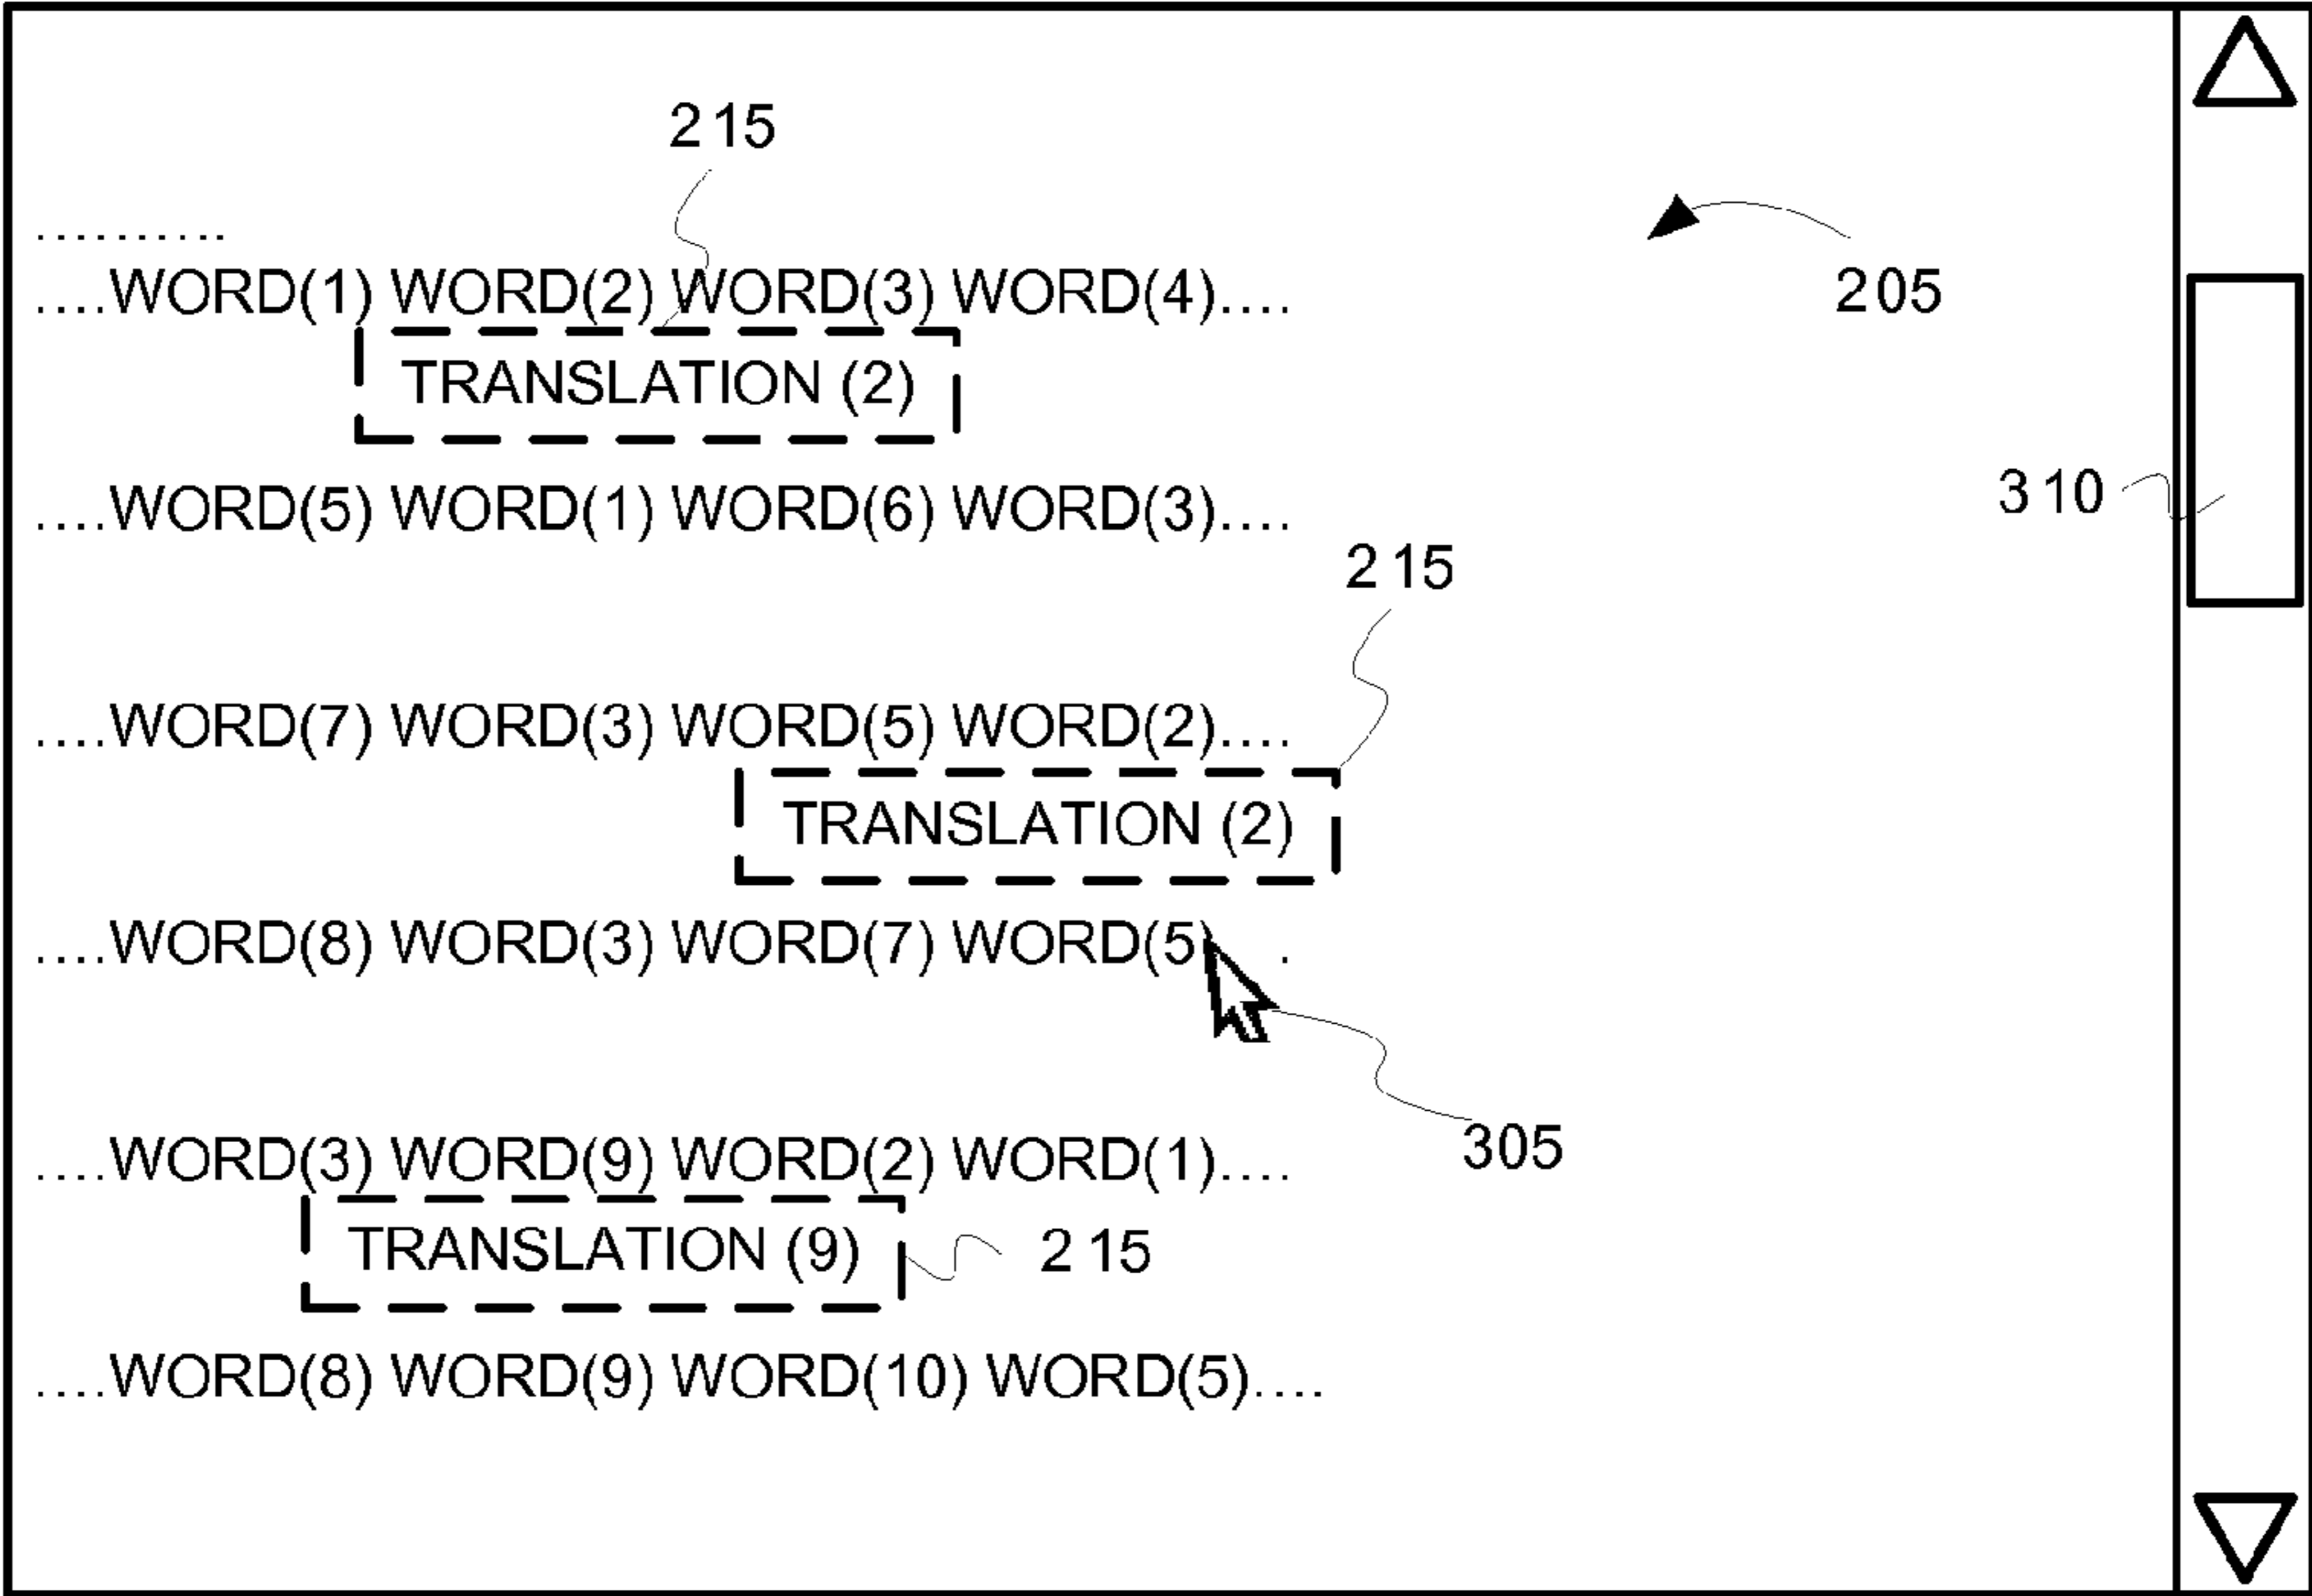 215
..........
....WORD(1) WORD(2) WORD(3) WORD(4)....
205
TRANSLATION (2)
....WORD(5) WORD(1) WORD(6) WORD(3)....
310
215
....WORD(7) WORD(3) WORD(5) WORD(2)....
TRANSLATION (2)
....WORD(8) WORD(3) WORD(7) WORD(5) .
305
....WORD(3) WORD(9) WORD(2) WORD(1)....
TRANSLATION (9)
215
....WORD(8) WORD(9) WORD(10) WORD(5)....